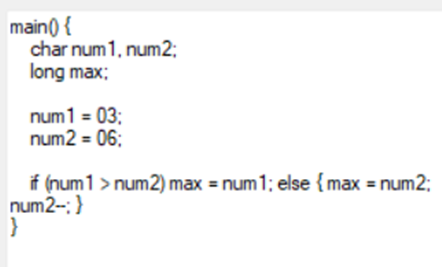 main() {
char num1, num2;
long max;
num1 = 03;
num2 = 06;
if (num1 > num2) max = num1; else { max = num2;
num2--; }
}